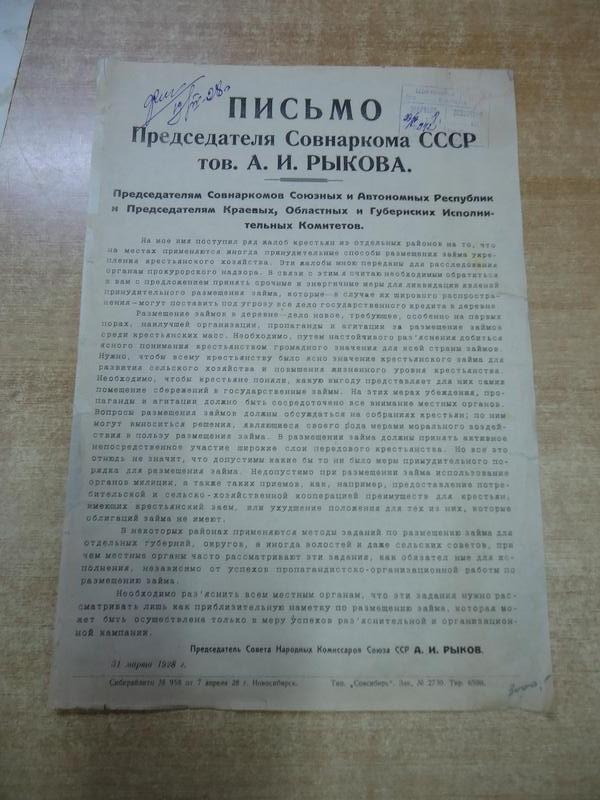 ПИСЬМО
Председателя Совнаркома СССР
тов. А. И. РЫКОВА.
Председателям Совнаркомов Союзных и Автономных Республик
и Председателям Краевых, Областных и Губернских Исполни-
тельных Комитетов.
На мое имя поступил ряд жалоб крестьян из отдельных районов на то, что
на местах применяются иногда принудительные способы размещения займа укре-
пления крестьянского хозяйства. Эти жалобы мною переданы для расследования
органам прокурорского надзора. В связи с этим я считаю необходимым обратиться
к вам с предложением принять срочные и энергичные меры для ликвидации явлений
принудительного размещения займа, которые—в случае их широкого распростра-
нения—могут поставить под угрозу все дело государственного кредита в деревне
Размещение займов в деревне—дело новое, требующее, особенно на первых
порах, наилучшей организации, пропаганды и агитации за размещение займов
среди крестьянских масс. Необходимо, путем настойчивого раз'яснения добиться
ясного понимания крестьянством громадного значения для всей страны займов.
Нужно, чтобы всему крестьянству было ясно значение крестьянского займа для
развития сельского хозяйства и повышения жизненного уровня крестьянства.
Необходимо, чтобы крестьяне поняли, какую выгоду представляет для них самих
помещение сбережений в государственные займы. На этих мерах убеждения, про-
паганды и агитации должно быть сосредоточено все внимание местных органов.
Вопросы размещения займов должны обсуждаться на собраниях крестьян; по ним
могут выноситься решения, являющиеся своего рода мерами морального воздей-
ствия в пользу размещения займа. В размещении займа должны принять активное
непосредственное участие широкие слои передового крестьянства. Но все это
отнюдь не значит, что допустимы какие бы то ни было меры принудительного по-
рядка для размещения займа. Недопустимо при размещении займа использование
органов милиции, а также таких приемов, как, например, предоставление потре-
бительской и сельско-хозяйственной кооперацией преимуществ для крестьян,
имеющих крестьянский заем, или ухудшение положения для тех из них, которые
облигаций займа не имеют.
В некоторых районах применяются методы заданий по размещению займа для
отдельных губерний, округов, а иногда волостей и даже сельских советов, при
чем местные органы часто рассматривают эти задания, как обязательные для ис-
полнения, независимо от успехов пропагандистско-организационной работы по
размещению займа.
Необходимо раз'яснить всем местным органам, что эти задания нужно рас-
сматривать лишь как приблизительную наметку по размещению займа, которая мо-
жет быть осуществлена только в меру успехов раз'яснительной и организацион-
ной кампании.
Председатель Совета Народных Комиссаров Союза ССР А. И. РЫКОВ.
31 марта 1928 г.
Сибкрайлито № 958 от 7 апреля 28 г. Новосибирск. Тип. „Совсибирь“. Зак. № 2730. Тир. 6500.